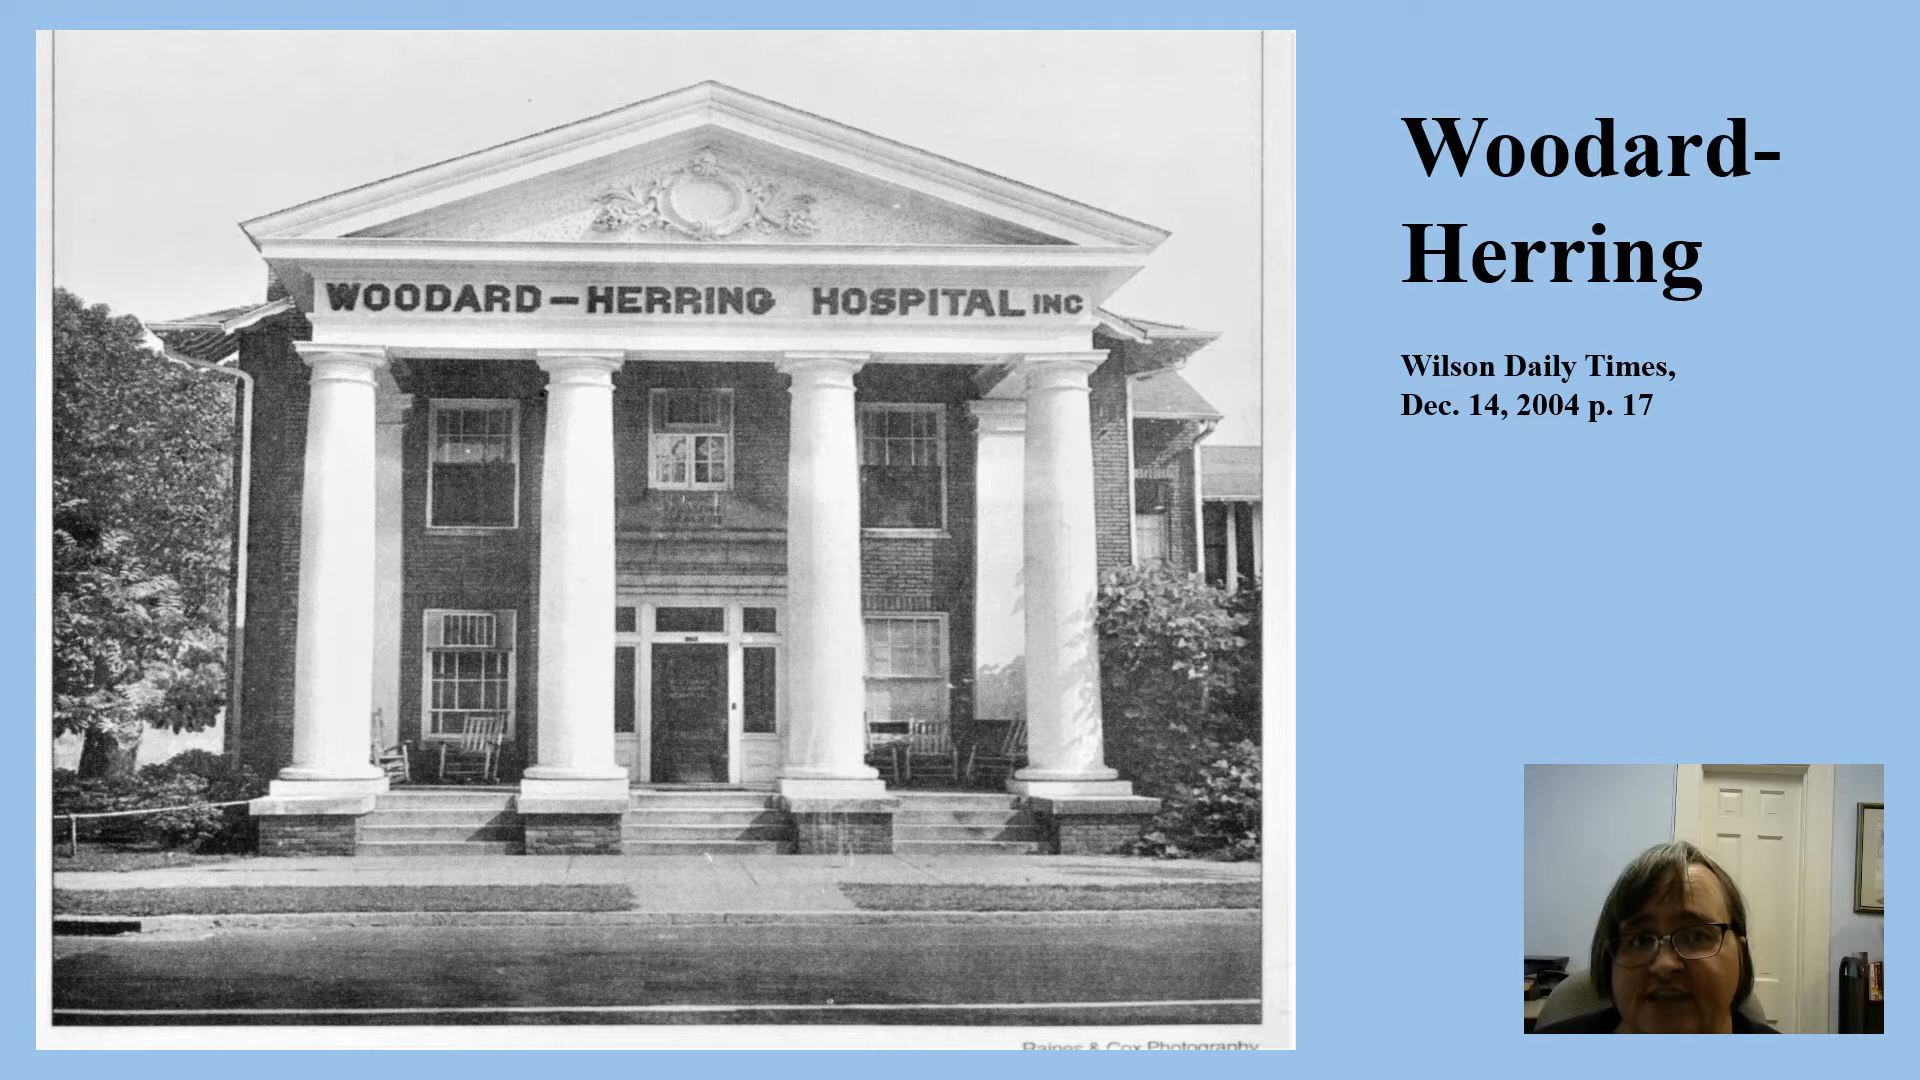 WOODARD-HERRING HOSPITAL INC
Raines & Cox Photography
Woodard-
Herring
Wilson Daily Times,
Dec. 14, 2004 p. 17